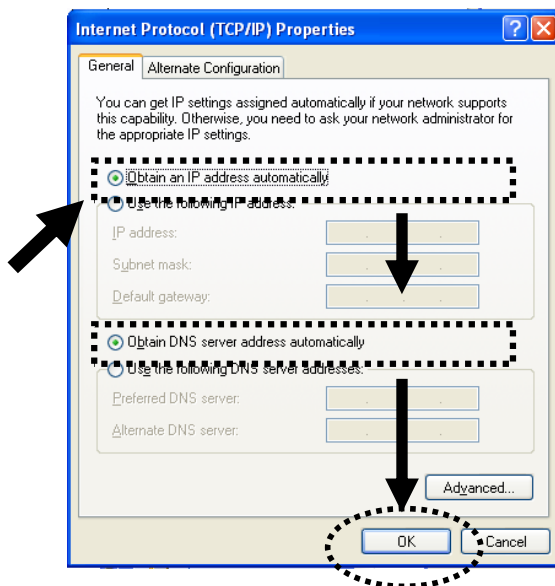 Internet Protocol (TCP/IP) Properties
General
Alternate Configuration
You can get IP settings assigned automatically if your network supports
this capability. Otherwise, you need to ask your network administrator for
the appropriate IP settings.
Obtain an IP address automatically
Use the following IP address:
IP address:
Subnet mask:
Default gateway:
Obtain DNS server address automatically
Use the following DNS server addresses:
Preferred DNS server:
Alternate DNS server:
Advanced...
OK
Cancel